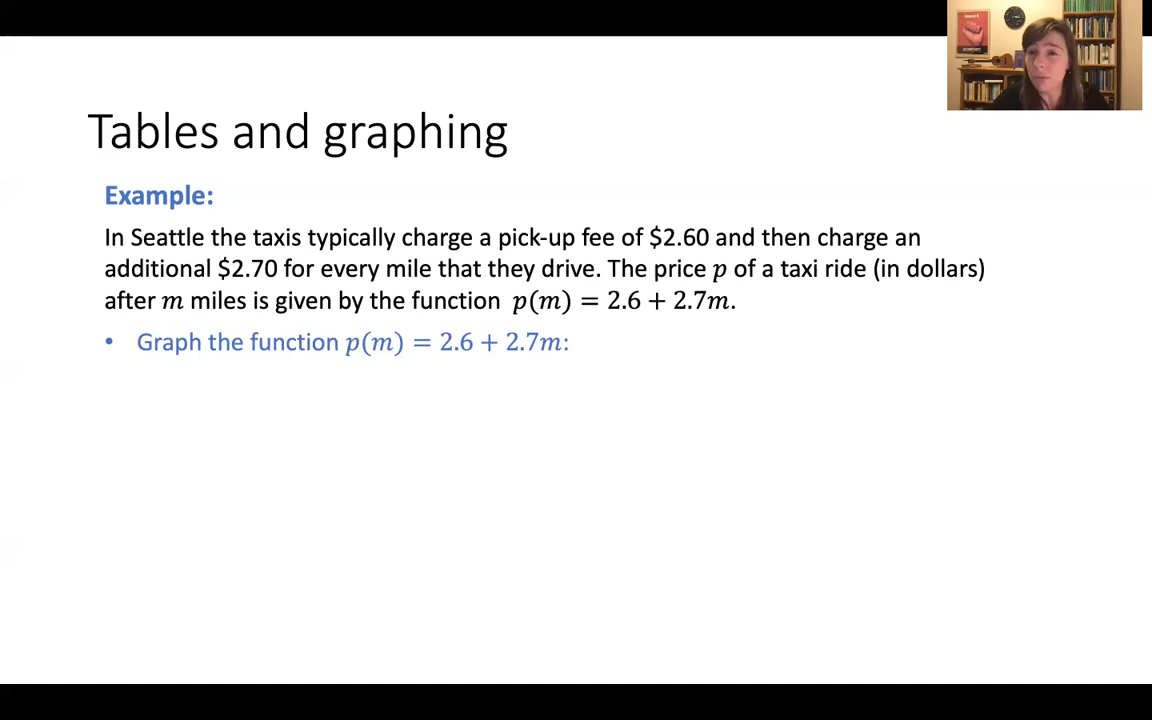 Tables and graphing
Example:
In Seattle the taxis typically charge a pick-up fee of $2.60 and then charge an
additional $2.70 for every mile that they drive. The price 𝑝 of a taxi ride (in dollars)
after 𝑚 miles is given by the function 𝑝(𝑚) = 2.6 + 2.7𝑚.
• Graph the function 𝑝(𝑚) = 2.6 + 2.7𝑚: